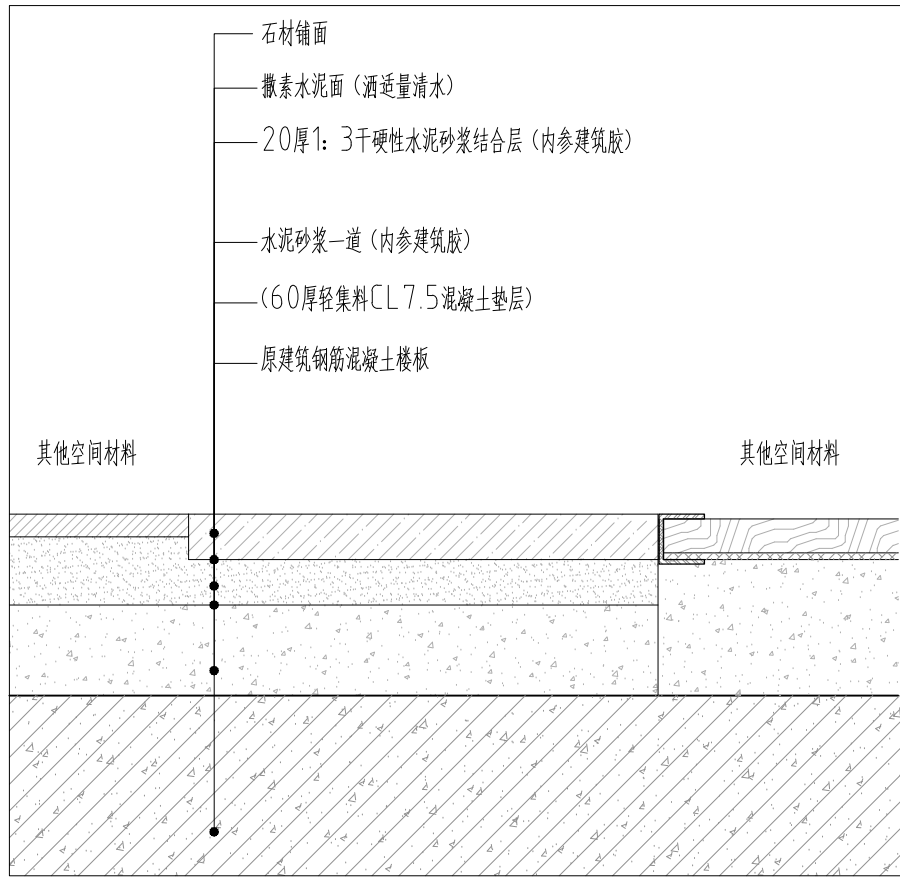 石材铺面
撒素水泥面（洒适量清水）
20厚1：3干硬性水泥砂浆结合层（内参建筑胶）
水泥砂浆一道（内参建筑胶）
（60厚轻集料CL7.5混凝土垫层）
原建筑钢筋混凝土楼板
其他空间材料
其他空间材料